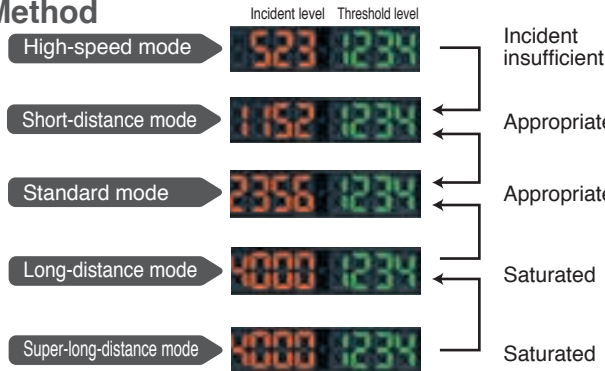 Method
Incident level Threshold level
High-speed mode 523 1234 Incident
insufficient
Short-distance mode 1152 1234 Appropriate
Standard mode 2356 1234 Appropriate
Long-distance mode 4000 1234 Saturated
Super-long-distance mode 4000 1234 Saturated